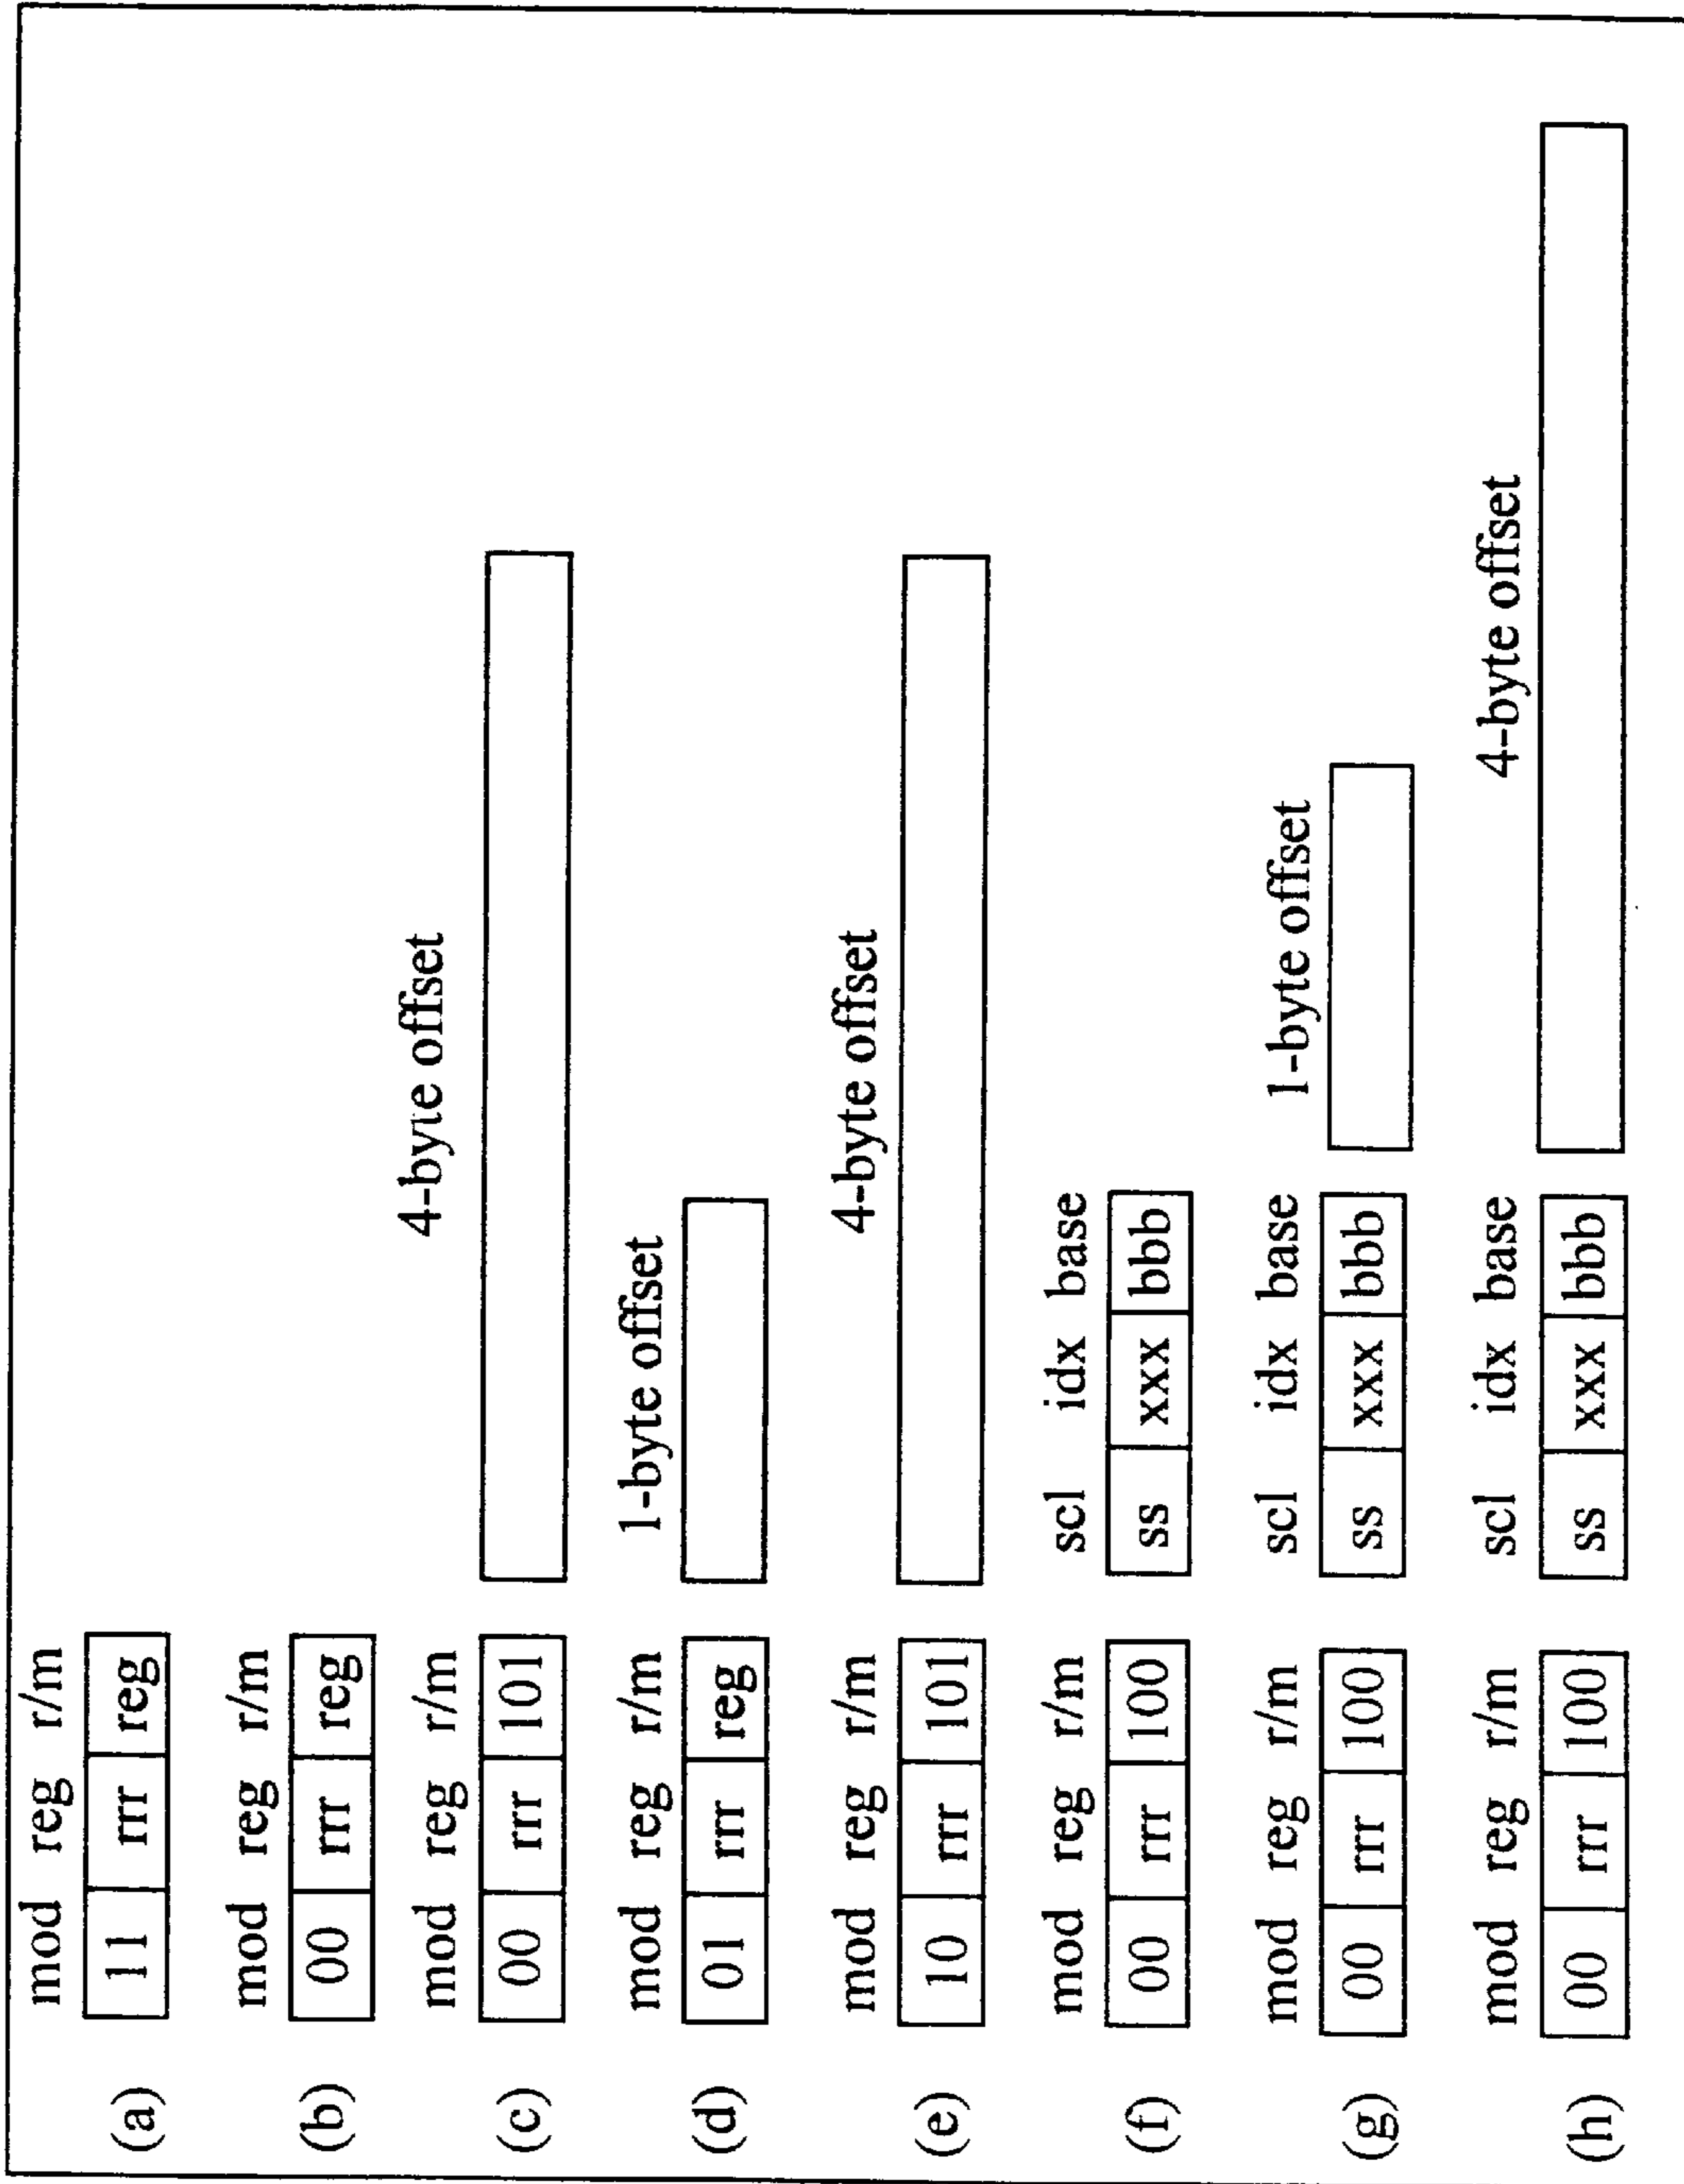 mod reg r/m
(a) 11 rrr reg
mod reg r/m
(b) 00 rrr reg
mod reg r/m 4-byte offset
(c) 00 rrr 101
mod reg r/m 1-byte offset
(d) 01 rrr reg
mod reg r/m 4-byte offset
(e) 10 rrr 101
mod reg r/m scl idx base
(f) 00 rrr 100 ss xxx bbb
mod reg r/m scl idx base 1-byte offset
(g) 00 rrr 100 ss xxx bbb
mod reg r/m scl idx base 4-byte offset
(h) 00 rrr 100 ss xxx bbb